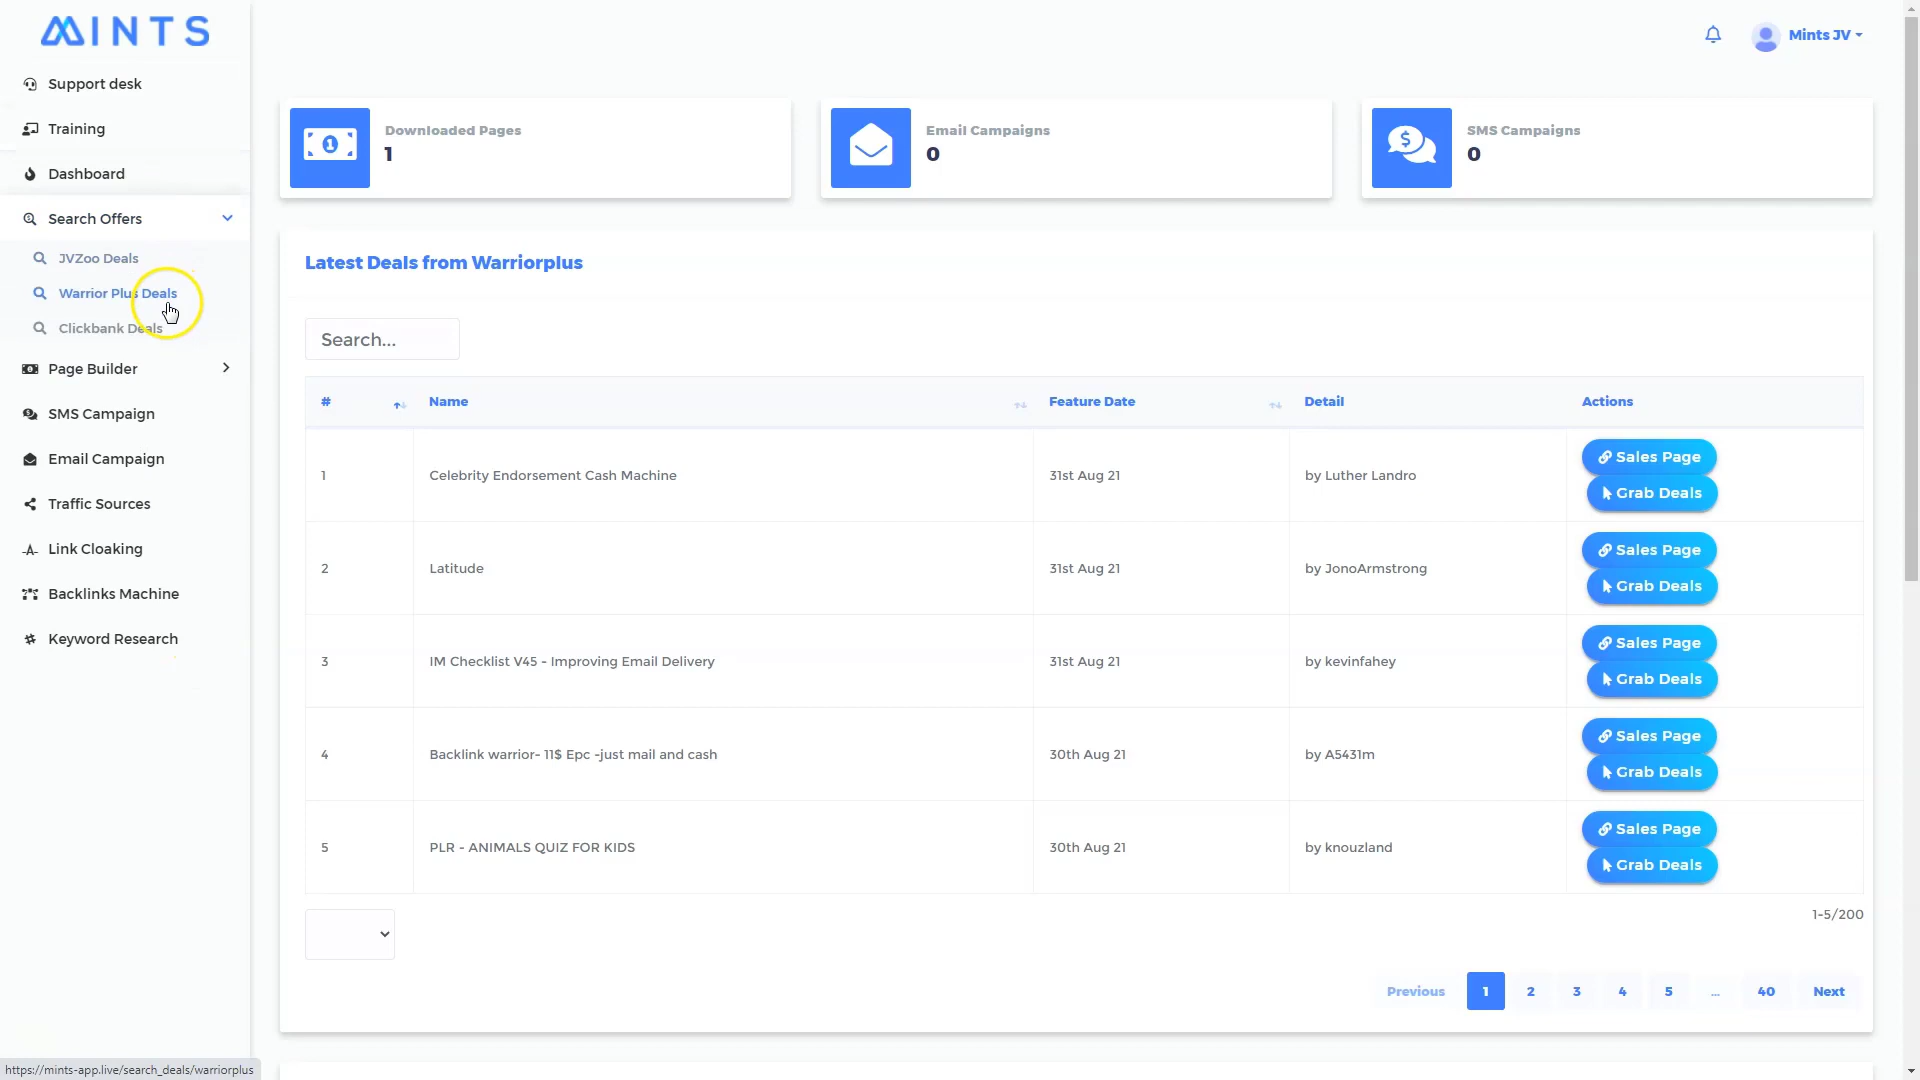 MINTS
Mints JV
Support desk
Training
Dashboard
Search Offers
JVZoo Deals
Warrior Plus Deals
Clickbank Deals
Page Builder
SMS Campaign
Email Campaign
Traffic Sources
Link Cloaking
Backlinks Machine
Keyword Research
Downloaded Pages
1
Email Campaigns
0
SMS Campaigns
0
Latest Deals from Warriorplus
Search...
# Name Feature Date Detail Actions
1 Celebrity Endorsement Cash Machine 31st Aug 21 by Luther Landro
Sales Page
Grab Deals
2 Latitude 31st Aug 21 by JonoArmstrong
Sales Page
Grab Deals
3 IM Checklist V45 - Improving Email Delivery 31st Aug 21 by kevinfahey
Sales Page
Grab Deals
4 Backlink warrior- 11$ Epc -just mail and cash 30th Aug 21 by A5431m
Sales Page
Grab Deals
5 PLR - ANIMALS QUIZ FOR KIDS 30th Aug 21 by knouzland
Sales Page
Grab Deals
1-5/200
Previous 1 2 3 4 5 ... 40 Next
https://mints-app.live/search_deals/warriorplus